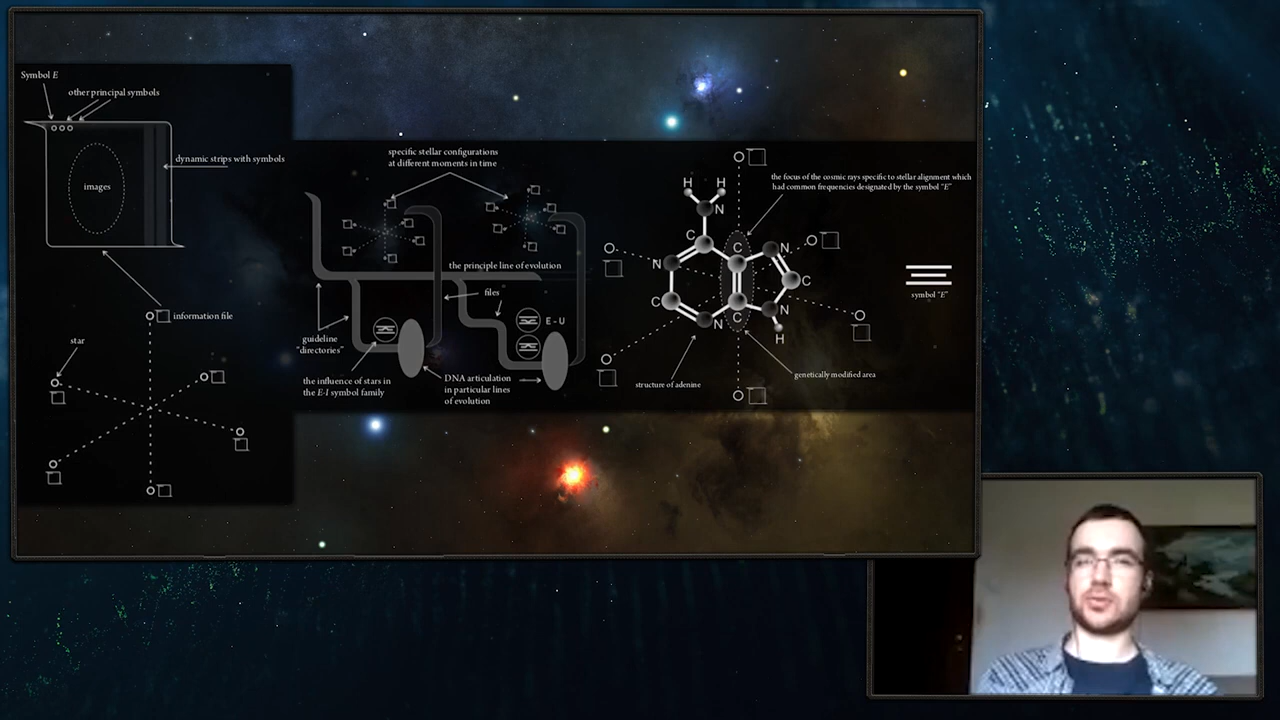 Symbol E
other principal symbols
dynamic strips with symbols
images
information file
star
specific stellar configurations
at different moments in time
the principle line of evolution
files
E - U
guideline
"directories"
the influence of stars in
the E-I symbol family
DNA articulation
in particular lines
of evolution
the focus of the cosmic rays specific to stellar alignment which
had common frequencies designated by the symbol "E"
H H
N
C
C
N
N
C
C
C
N
N
H
structure of adenine
genetically modified area
symbol "E"